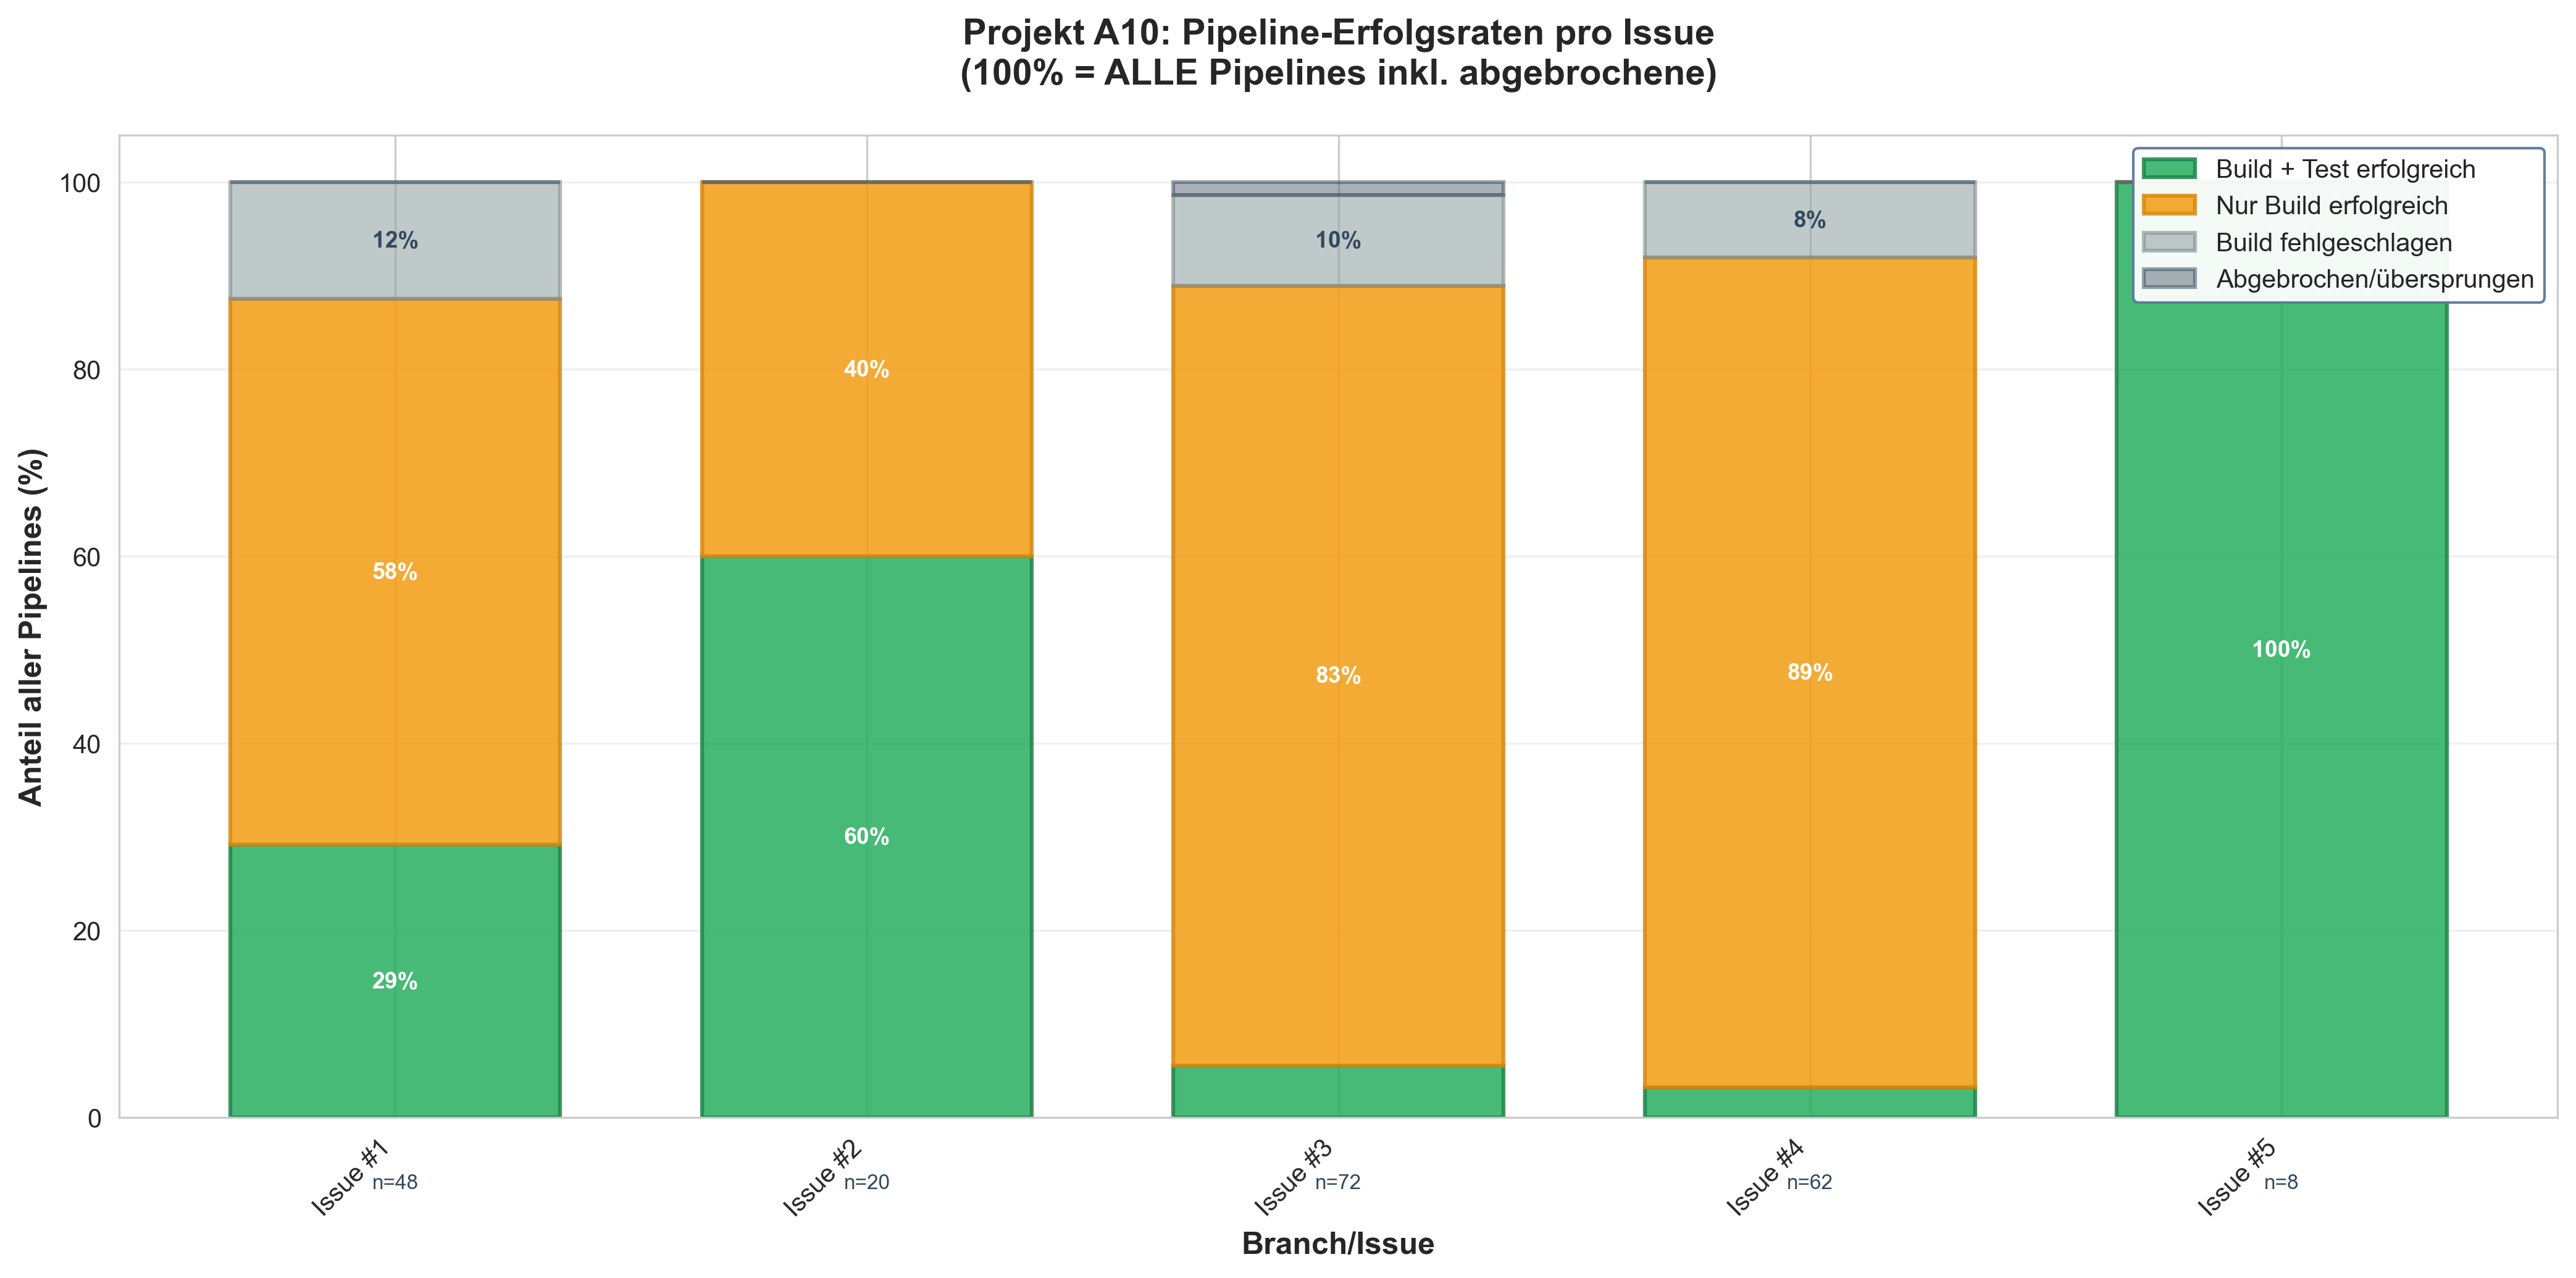 Projekt A10: Pipeline-Erfolgsraten pro Issue
(100% = ALLE Pipelines inkl. abgebrochene)
Anteil aller Pipelines (%)
100
80
60
40
20
0
Build + Test erfolgreich
Nur Build erfolgreich
Build fehlgeschlagen
Abgebrochen/übersprungen
12%
58%
29%
40%
60%
10%
83%
8%
89%
100%
Issue #1
n=48
Issue #2
n=20
Issue #3
n=72
Issue #4
n=62
Issue #5
n=8
Branch/Issue